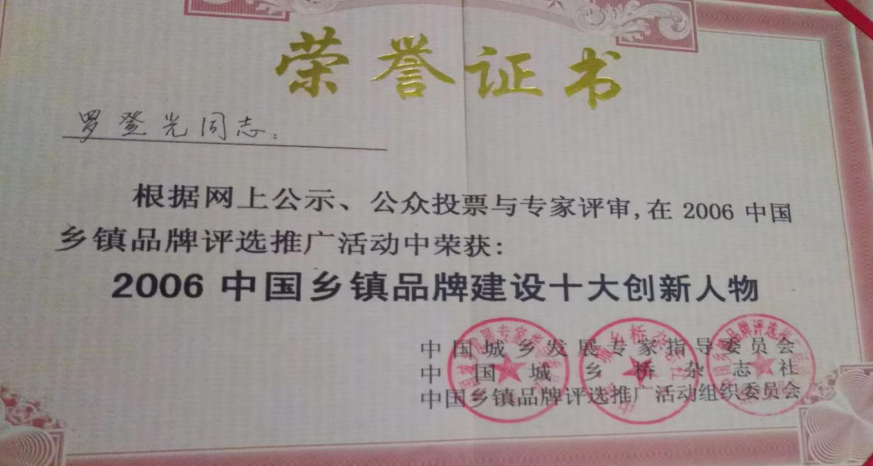 荣誉证书
罗登光同志:
根据网上公示、公众投票与专家评审,在 2006 中国
乡镇品牌评选推广活动中荣获:
2006 中国乡镇品牌建设十大创新人物
中国城乡发展专家指导委员会
中国城乡桥杂志社
中国乡镇品牌评选推广活动组织委员会